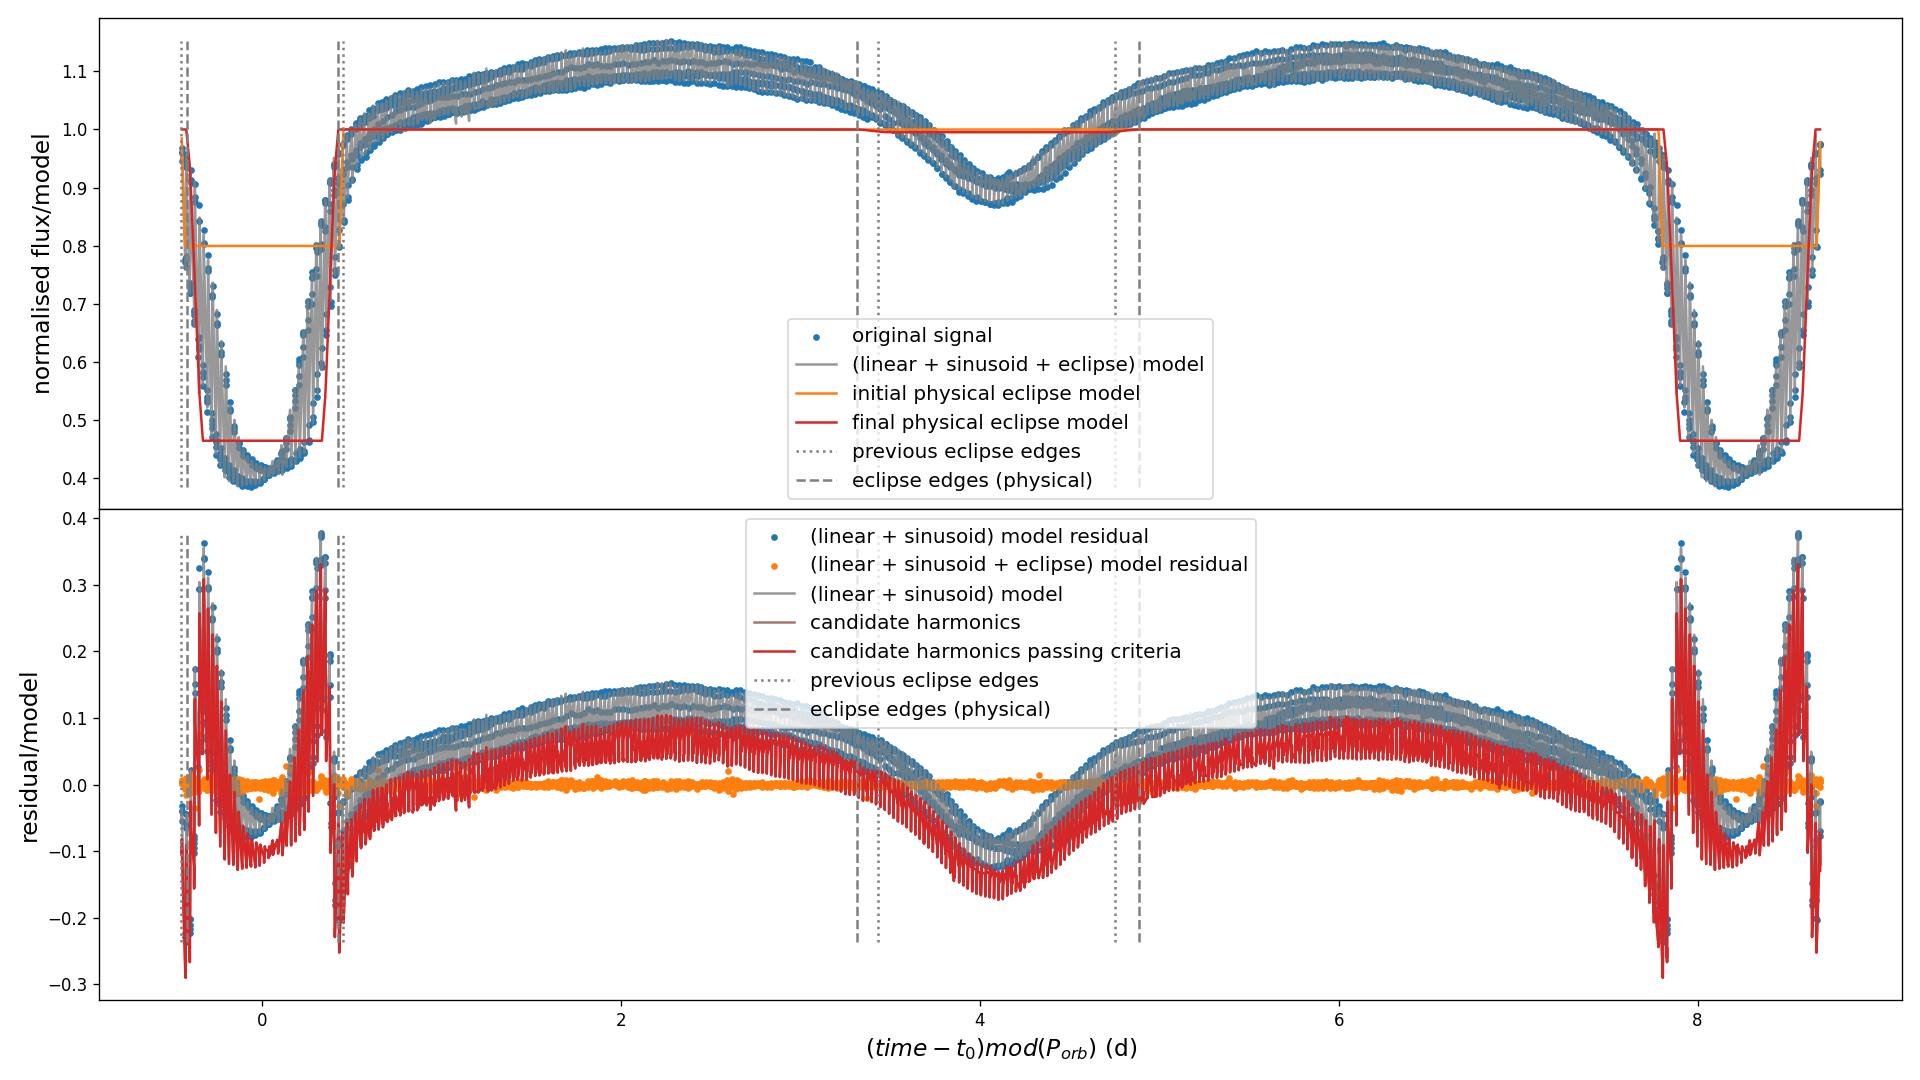 normalised flux/model
1.1
1.0
0.9
0.8
0.7
0.6
0.5
0.4
original signal
(linear + sinusoid + eclipse) model
initial physical eclipse model
final physical eclipse model
previous eclipse edges
eclipse edges (physical)
residual/model
0.4
0.3
0.2
0.1
0.0
−0.1
−0.2
−0.3
(linear + sinusoid) model residual
(linear + sinusoid + eclipse) model residual
(linear + sinusoid) model
candidate harmonics
candidate harmonics passing criteria
previous eclipse edges
eclipse edges (physical)
0 2 4 6 8
(time − t₀)mod(Pₒᵣb) (d)